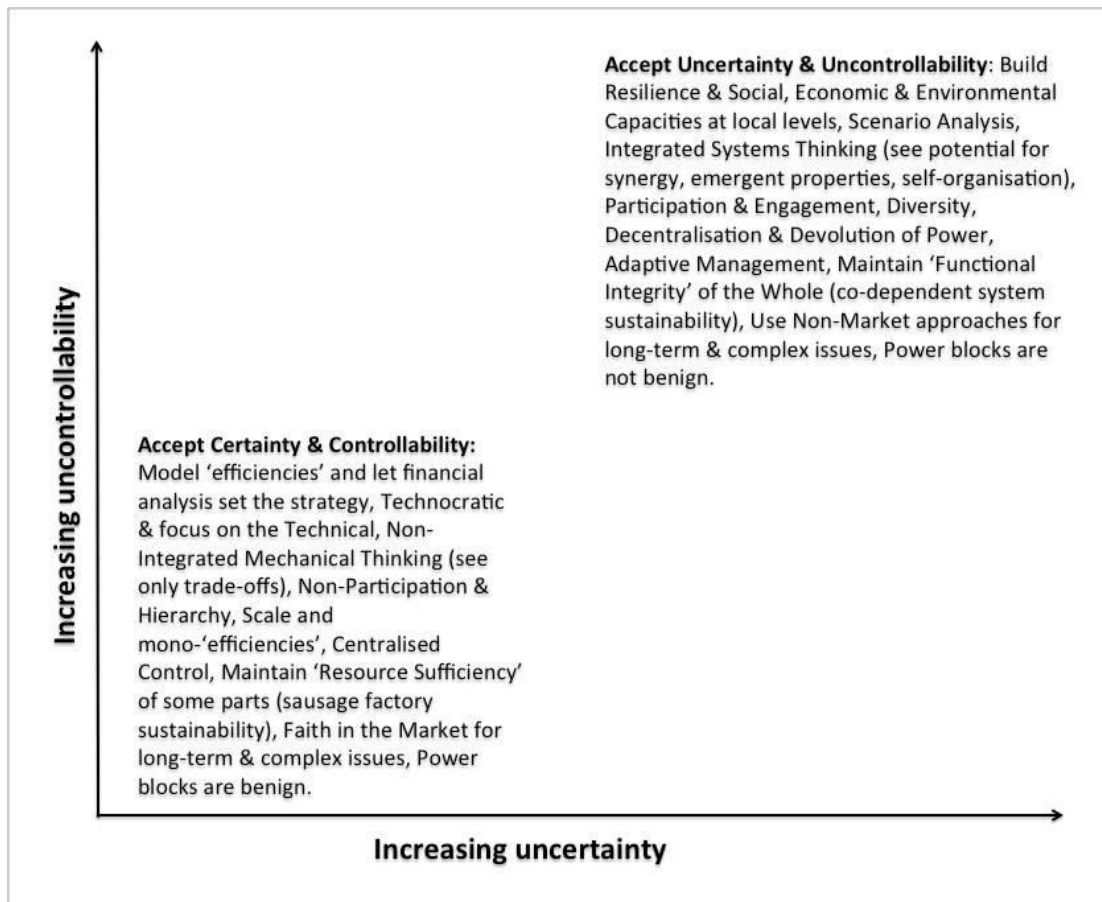 Accept Uncertainty & Uncontrollability: Build
Resilience & Social, Economic & Environmental
Capacities at local levels, Scenario Analysis,
Integrated Systems Thinking (see potential for
synergy, emergent properties, self-organisation),
Participation & Engagement, Diversity,
Decentralisation & Devolution of Power,
Adaptive Management, Maintain ‘Functional
Integrity’ of the Whole (co-dependent system
sustainability), Use Non-Market approaches for
long-term & complex issues, Power blocks are
not benign.
Increasing uncontrollability
Accept Certainty & Controllability:
Model ‘efficiencies’ and let financial
analysis set the strategy, Technocratic
& focus on the Technical, Non-
Integrated Mechanical Thinking (see
only trade-offs), Non-Participation &
Hierarchy, Scale and
mono-‘efficiencies’, Centralised
Control, Maintain ‘Resource Sufficiency’
of some parts (sausage factory
sustainability), Faith in the Market for
long-term & complex issues, Power
blocks are benign.
Increasing uncertainty